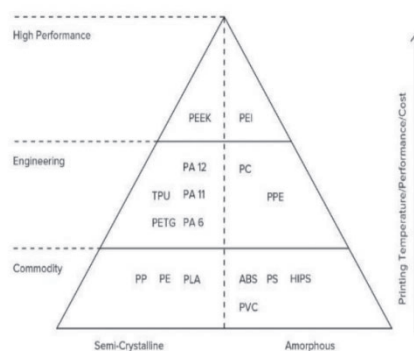 High Performance
PEEK PEI
Engineering
PA 12 PC
TPU PA 11 PPE
PETG PA 6
Commodity
PP PE PLA ABS PS HIPS
PVC
Semi-Crystalline Amorphous
Printing Temperature/Performance/Cost